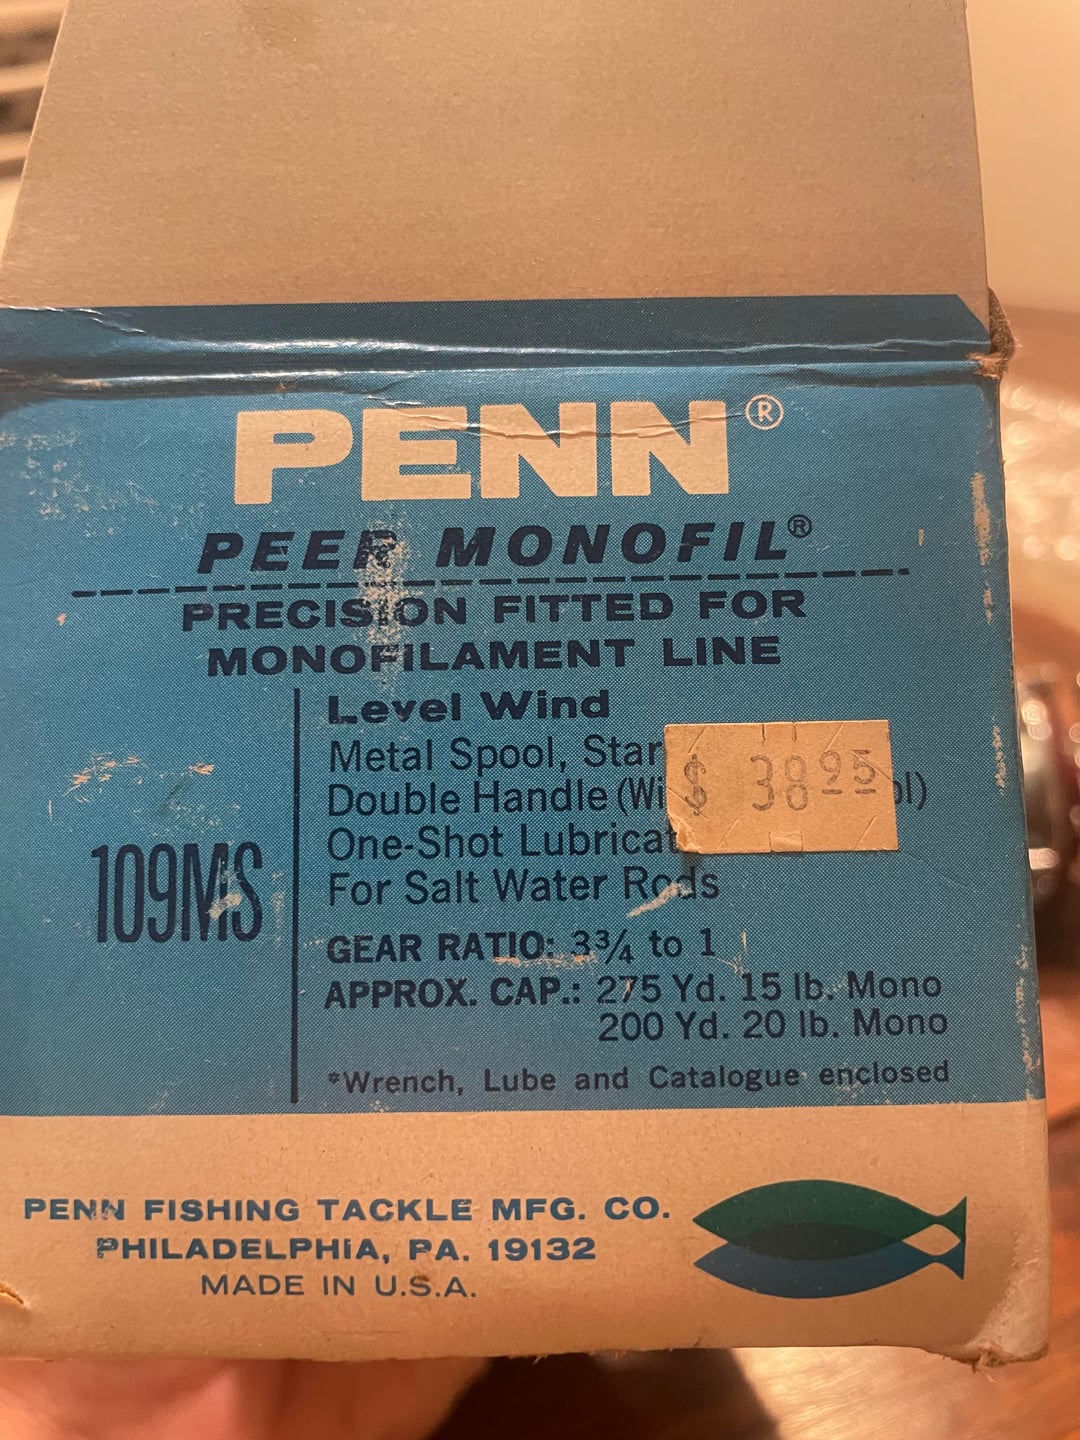 PENN®
PEER MONOFIL®
PRECISION FITTED FOR
MONOFILAMENT LINE
Level Wind
Metal Spool, Star
Double Handle (Wi
$ 38.95
ol)
One-Shot Lubricat
For Salt Water Rods
109MS
GEAR RATIO: 3¾ to 1
APPROX. CAP.: 275 Yd. 15 lb. Mono
200 Yd. 20 lb. Mono
*Wrench, Lube and Catalogue enclosed
PENN FISHING TACKLE MFG. CO.
PHILADELPHIA, PA. 19132
MADE IN U.S.A.